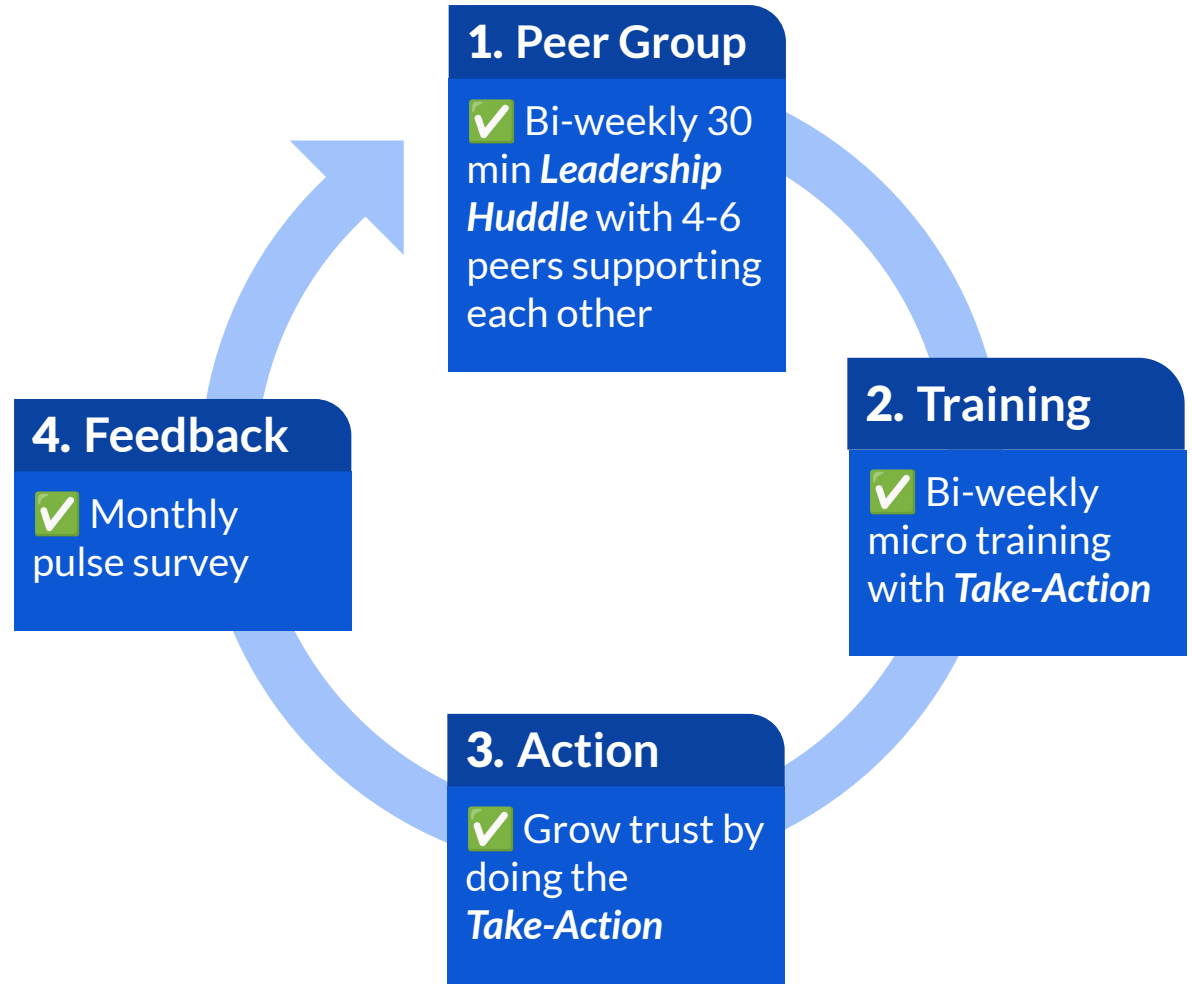 1. Peer Group
✅ Bi-weekly 30
min Leadership
Huddle with 4-6
peers supporting
each other
2. Training
✅ Bi-weekly
micro training
with Take-Action
3. Action
✅ Grow trust by
doing the
Take-Action
4. Feedback
✅ Monthly
pulse survey